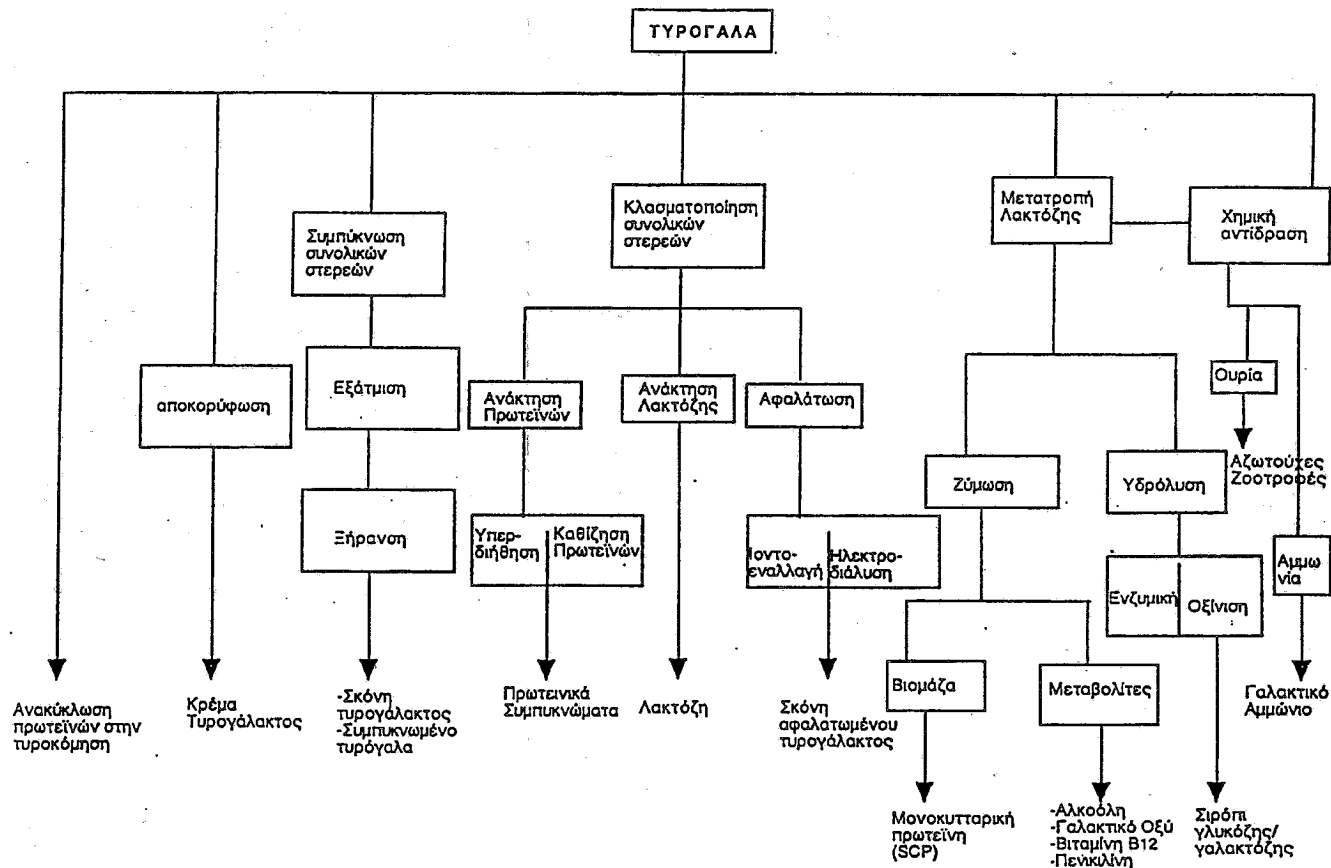 ΤΥΡΟΓΑΛΑ
Συμπύκνωση
συνολικών
στερεών
Κλασματοποίηση
συνολικών
στερεών
Μετατροπή
Λακτόζης
Χημική
αντίδραση
αποκορύφωση
Εξάτμιση
Ανάκτηση
Πρωτεϊνών
Ανάκτηση
Λακτόζης
Αφαλάτωση
Ουρία
Αζωτούχες
Ζοοτροφές
Ξήρανση
Υπερ-
διήθηση
Καθίζηση
Πρωτεϊνών
Ιοντο-
εναλλαγή
Ηλεκτρο-
διάλυση
Ζύμωση
Υδρόλυση
Ενζυμική
Οξίνιση
Αμμω
νία
Βιομάζα
Μεταβολίτες
Ανακύκλωση
πρωτεϊνών στην
τυροκόμηση
Κρέμα
Τυρογάλακτος
-Σκόνη
τυρογάλακτος
-Συμπυκνωμένο
τυρόγαλα
Πρωτεινικά
Συμπυκνώματα
Λακτόζη
Σκόνη
αφαλατωμένου
τυρογάλακτος
Γαλακτικό
Αμμώνιο
Μονοκυτταρική
πρωτεϊνη
(SCP)
-Αλκοόλη
-Γαλακτικό Οξύ
-Βιταμίνη Β12
-Πενικιλίνη
Σιρόπι
γλυκόζης/
γαλακτόζης